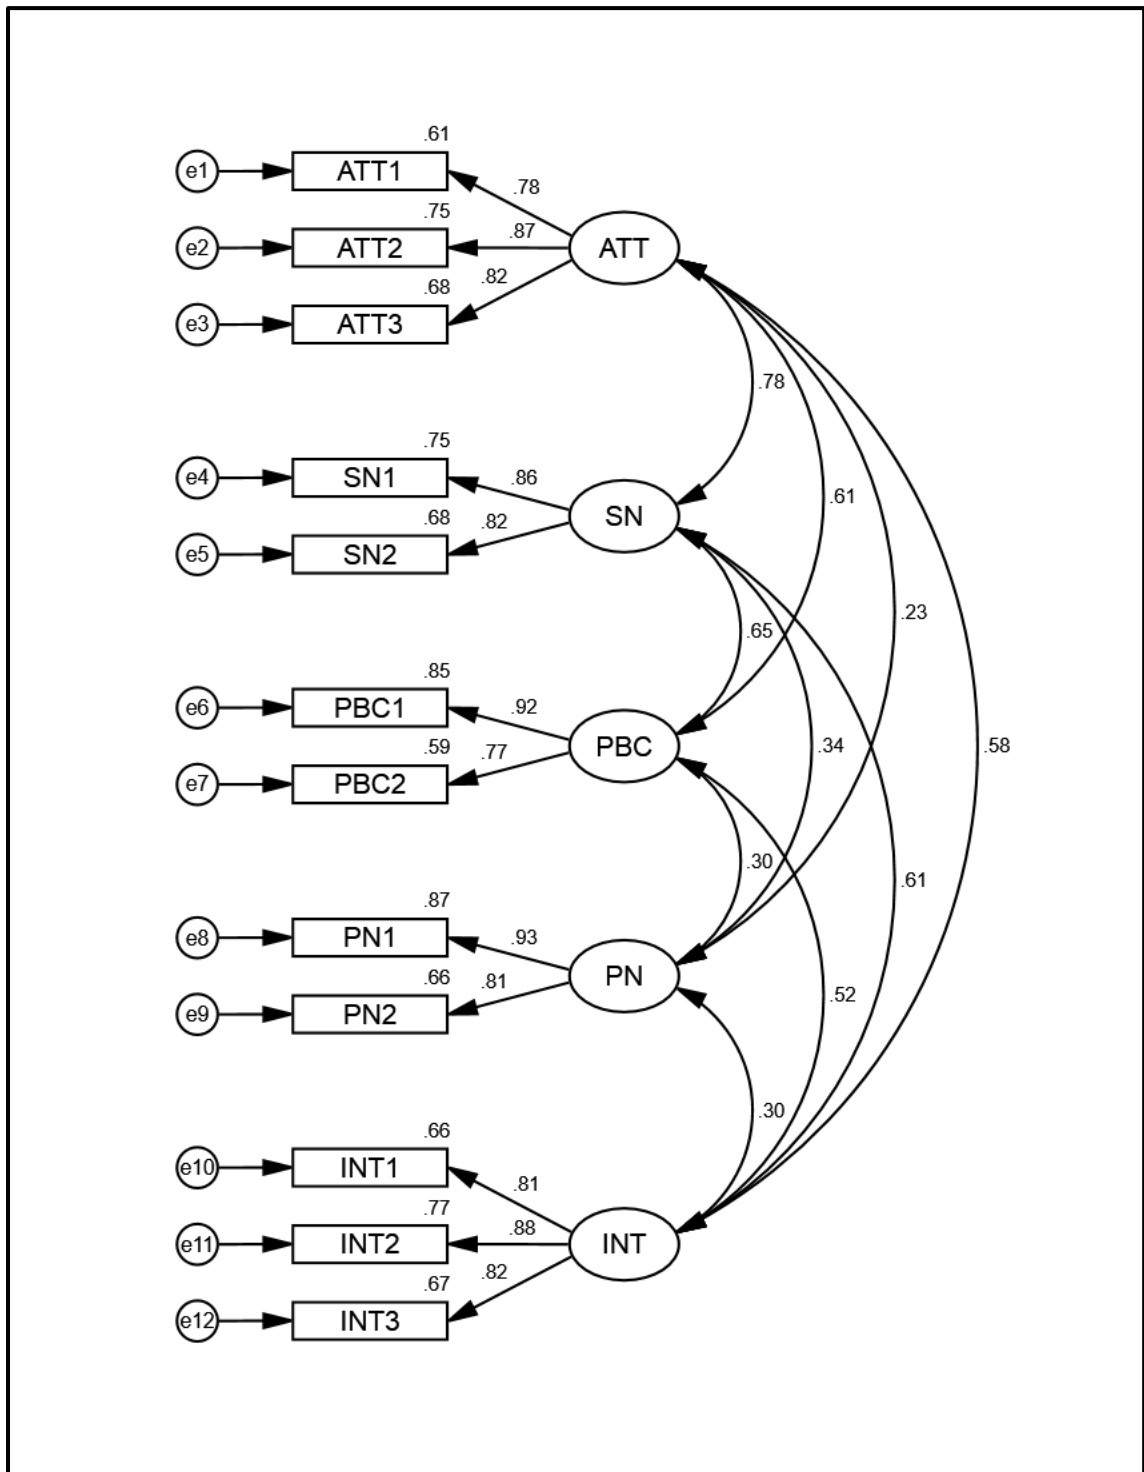 .61
e1 ATT1 .78
.75
e2 ATT2 .87 ATT
.68 .82
e3 ATT3
.78
.75
e4 SN1 .86
.61
.68 .82 SN
e5 SN2
.23
.65
.85
e6 PBC1 .92
.59 .77 PBC .34 .58
e7 PBC2
.30
.61
.87
e8 PN1 .93
.66 .81 PN
e9 PN2 .52
.30
.66
e10 INT1 .81
.77
e11 INT2 .88 INT
.67 .82
e12 INT3